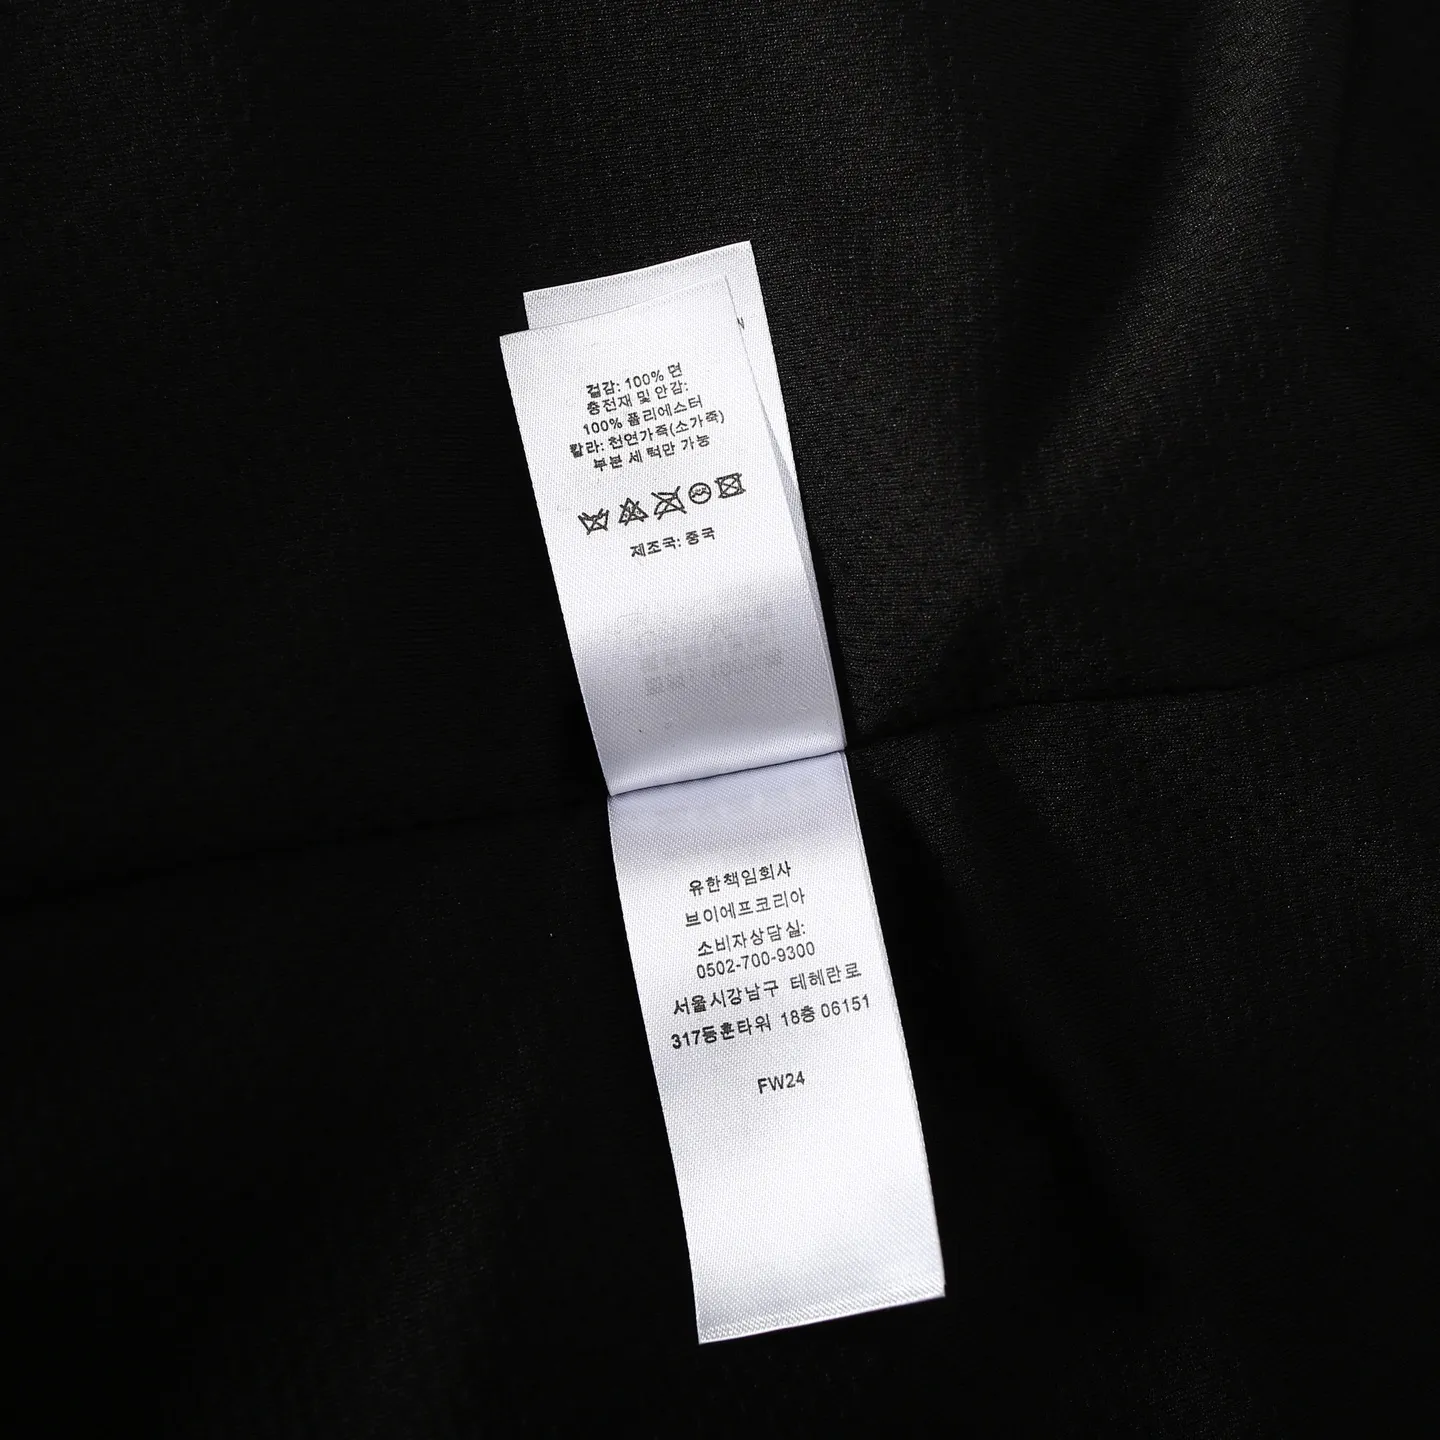 겉감: 100% 면
충전재 및 안감:
100% 폴리에스터
칼라: 천연가죽(소가죽)
부분 세 턱만 가능
제조국: 중국
유한책임회사
브이에프코리아
소비자상담실:
0502-700-9300
서울시강남구 테헤란로
317동훈타워 18층 06151
FW24